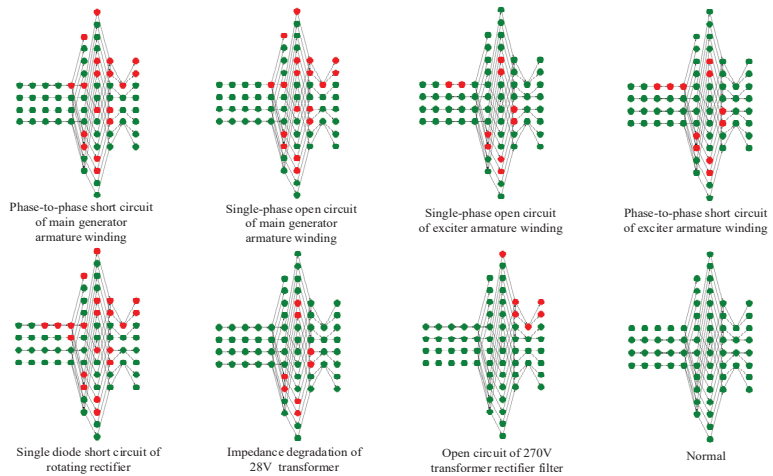 Phase-to-phase short circuit
of main generator
armature winding
Single-phase open circuit
of main generator
armature winding
Single-phase open circuit
of exciter armature winding
Phase-to-phase short circuit
of exciter armature winding
Single diode short circuit of
rotating rectifier
Impedance degradation of
28V transformer
Open circuit of 270V
transformer rectifier filter
Normal